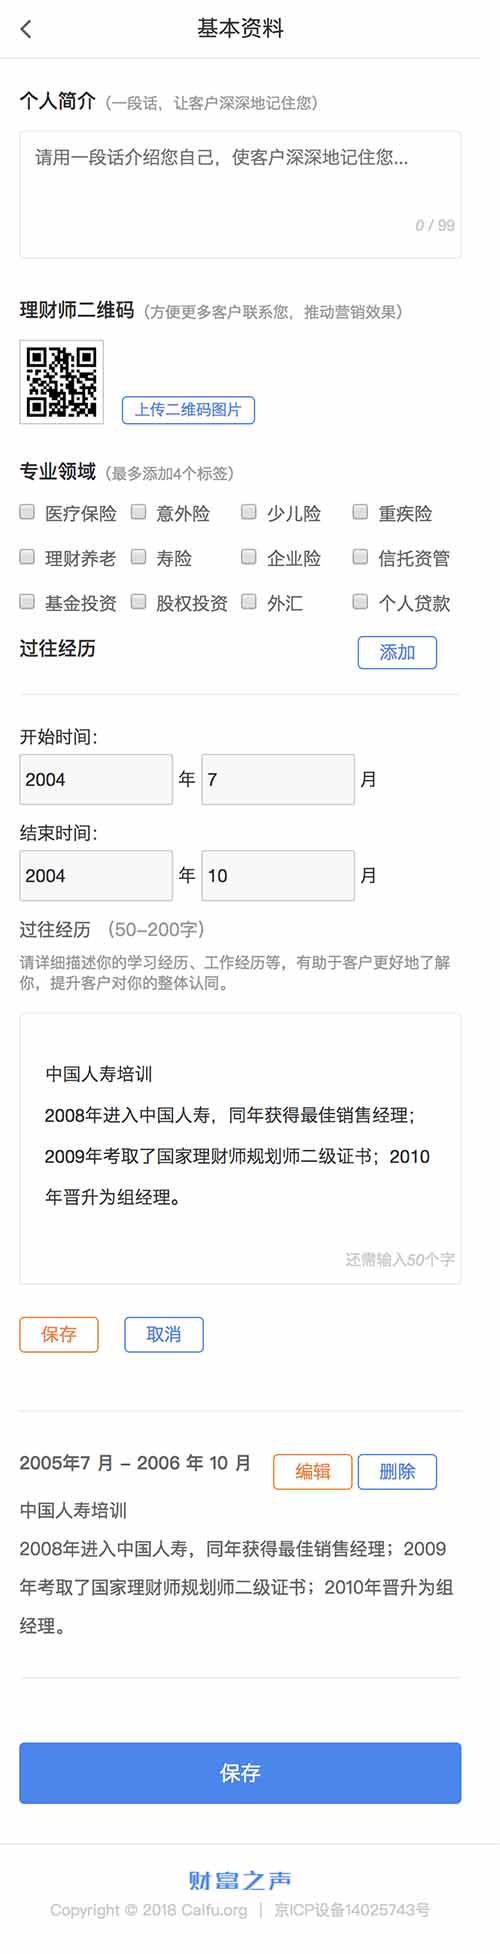 基本资料
个人简介（一段话，让客户深深地记住您）
请用一段话介绍您自己，使客户深深地记住您...
0 / 99
理财师二维码（方便更多客户联系您，推动营销效果）
上传二维码图片
专业领域（最多添加4个标签）
医疗保险 意外险 少儿险 重疾险
理财养老 寿险 企业险 信托资管
基金投资 股权投资 外汇 个人贷款
过往经历 添加
开始时间：
2004 年 7 月
结束时间：
2004 年 10 月
过往经历 （50–200字）
请详细描述你的学习经历、工作经历等，有助于客户更好地了解
你，提升客户对你的整体认同。
中国人寿培训
2008年进入中国人寿，同年获得最佳销售经理；
2009年考取了国家理财师规划师二级证书；2010
年晋升为组经理。
还需输入50个字
保存 取消
2005年7 月 – 2006 年 10 月 编辑 删除
中国人寿培训
2008年进入中国人寿，同年获得最佳销售经理；2009
年考取了国家理财师规划师二级证书；2010年晋升为组
经理。
保存
财富之声
Copyright © 2018 Caifu.org | 京ICP设备14025743号